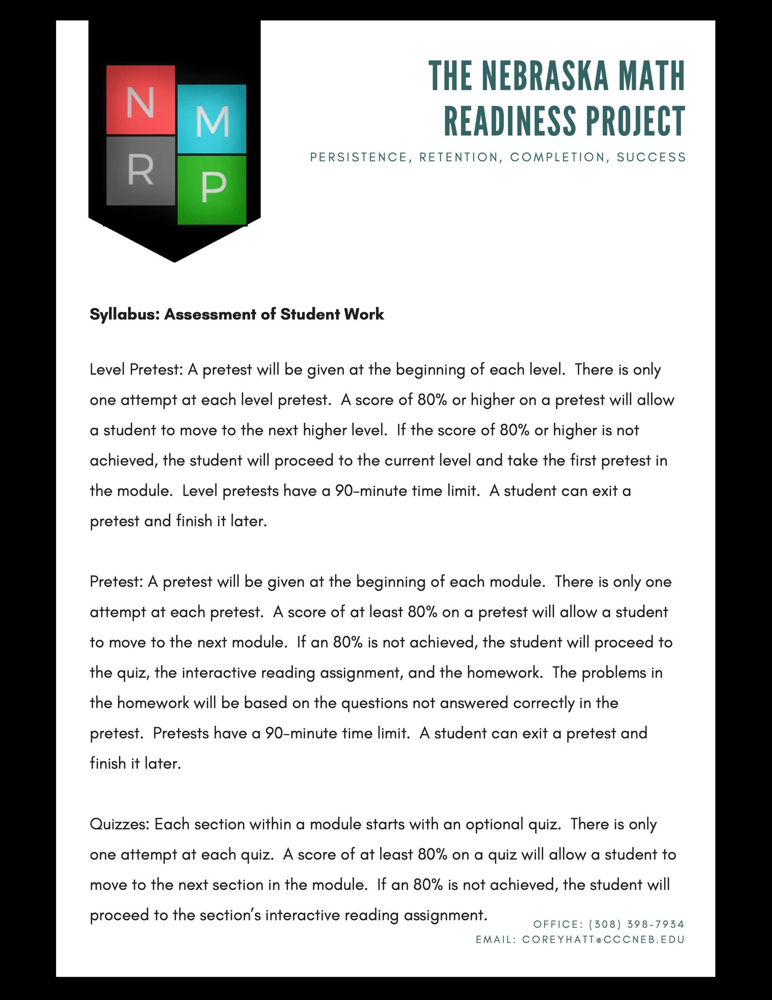 N
M
R
P
THE NEBRASKA MATH
READINESS PROJECT
PERSISTENCE, RETENTION, COMPLETION, SUCCESS
Syllabus: Assessment of Student Work
Level Pretest: A pretest will be given at the beginning of each level.  There is only
one attempt at each level pretest.  A score of 80% or higher on a pretest will allow
a student to move to the next higher level.  If the score of 80% or higher is not
achieved, the student will proceed to the current level and take the first pretest in
the module.  Level pretests have a 90-minute time limit.  A student can exit a
pretest and finish it later.
Pretest: A pretest will be given at the beginning of each module.  There is only one
attempt at each pretest.  A score of at least 80% on a pretest will allow a student
to move to the next module.  If an 80% is not achieved, the student will proceed to
the quiz, the interactive reading assignment, and the homework.  The problems in
the homework will be based on the questions not answered correctly in the
pretest.  Pretests have a 90-minute time limit.  A student can exit a pretest and
finish it later.
Quizzes: Each section within a module starts with an optional quiz.  There is only
one attempt at each quiz.  A score of at least 80% on a quiz will allow a student to
move to the next section in the module.  If an 80% is not achieved, the student will
proceed to the section's interactive reading assignment.
OFFICE: (308) 398-7934
EMAIL: COREYHATT@CCCNEB.EDU